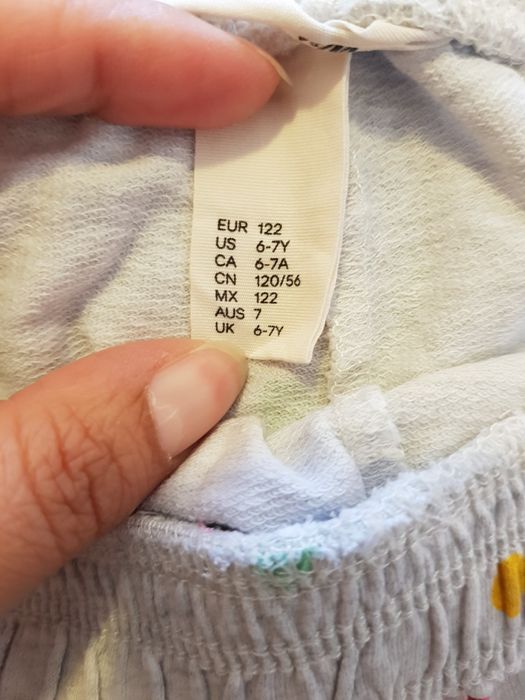 EUR 122
US 6-7Y
CA 6-7A
CN 120/56
MX 122
AUS 7
UK 6-7Y